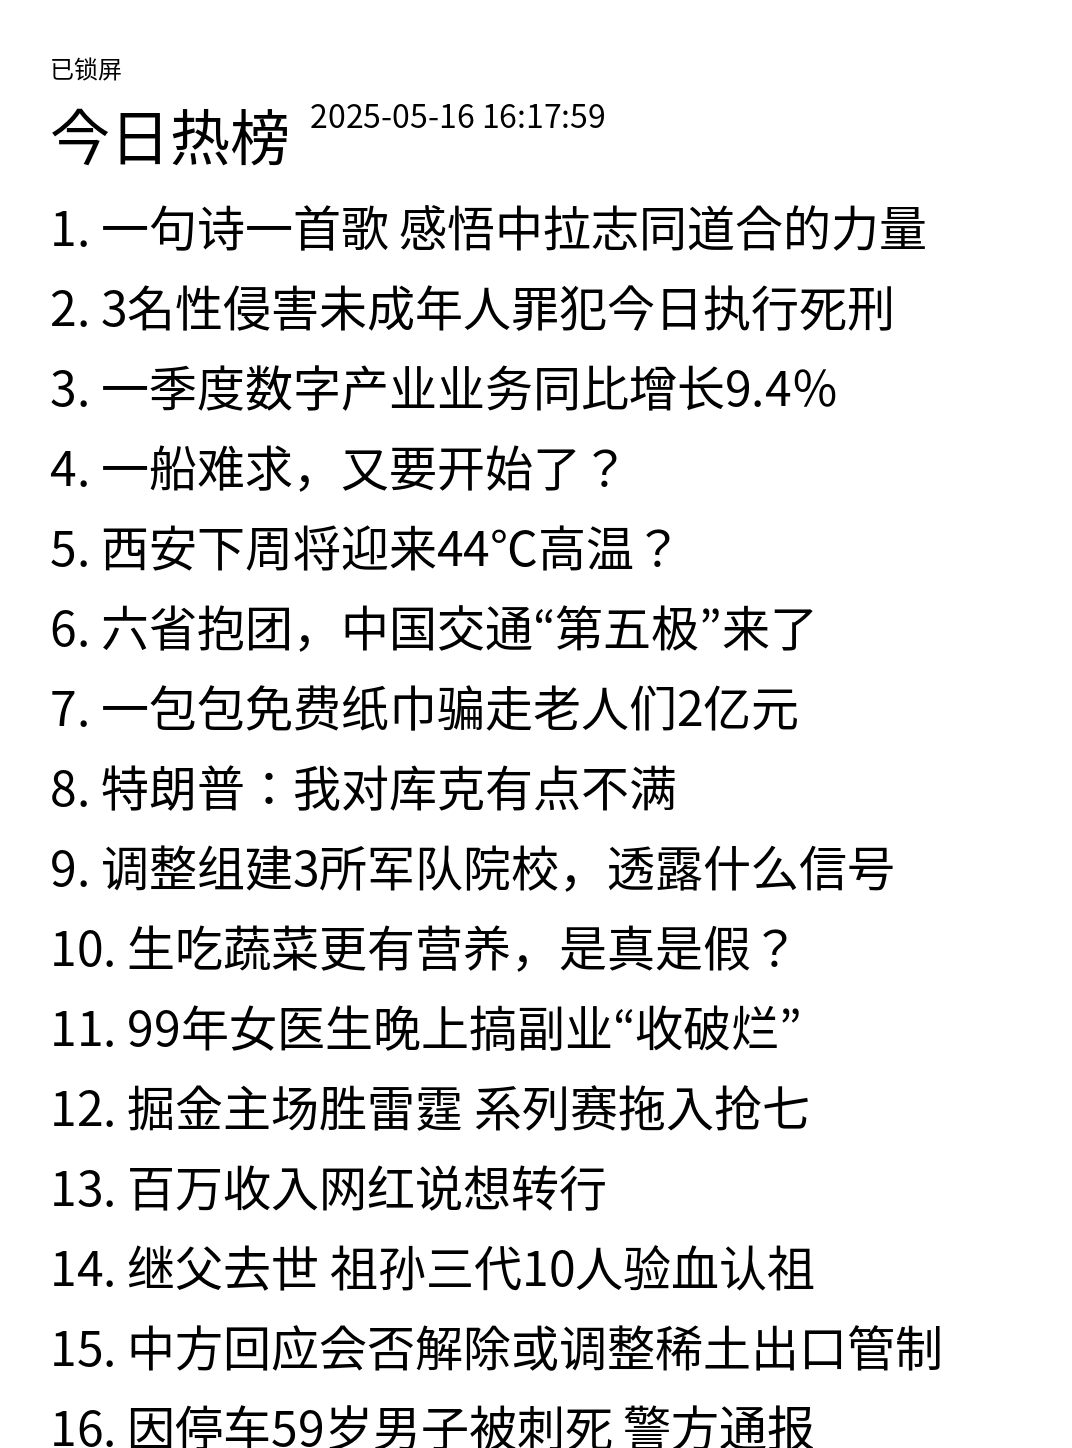 已锁屏
今日热榜 2025-05-16 16:17:59
1. 一句诗一首歌 感悟中拉志同道合的力量
2. 3名性侵害未成年人罪犯今日执行死刑
3. 一季度数字产业业务同比增长9.4%
4. 一船难求，又要开始了？
5. 西安下周将迎来44℃高温？
6. 六省抱团，中国交通“第五极”来了
7. 一包包免费纸巾骗走老人们2亿元
8. 特朗普：我对库克有点不满
9. 调整组建3所军队院校，透露什么信号
10. 生吃蔬菜更有营养，是真是假？
11. 99年女医生晚上搞副业“收破烂”
12. 掘金主场胜雷霆 系列赛拖入抢七
13. 百万收入网红说想转行
14. 继父去世 祖孙三代10人验血认祖
15. 中方回应会否解除或调整稀土出口管制
16. 因停车59岁男子被刺死 警方通报